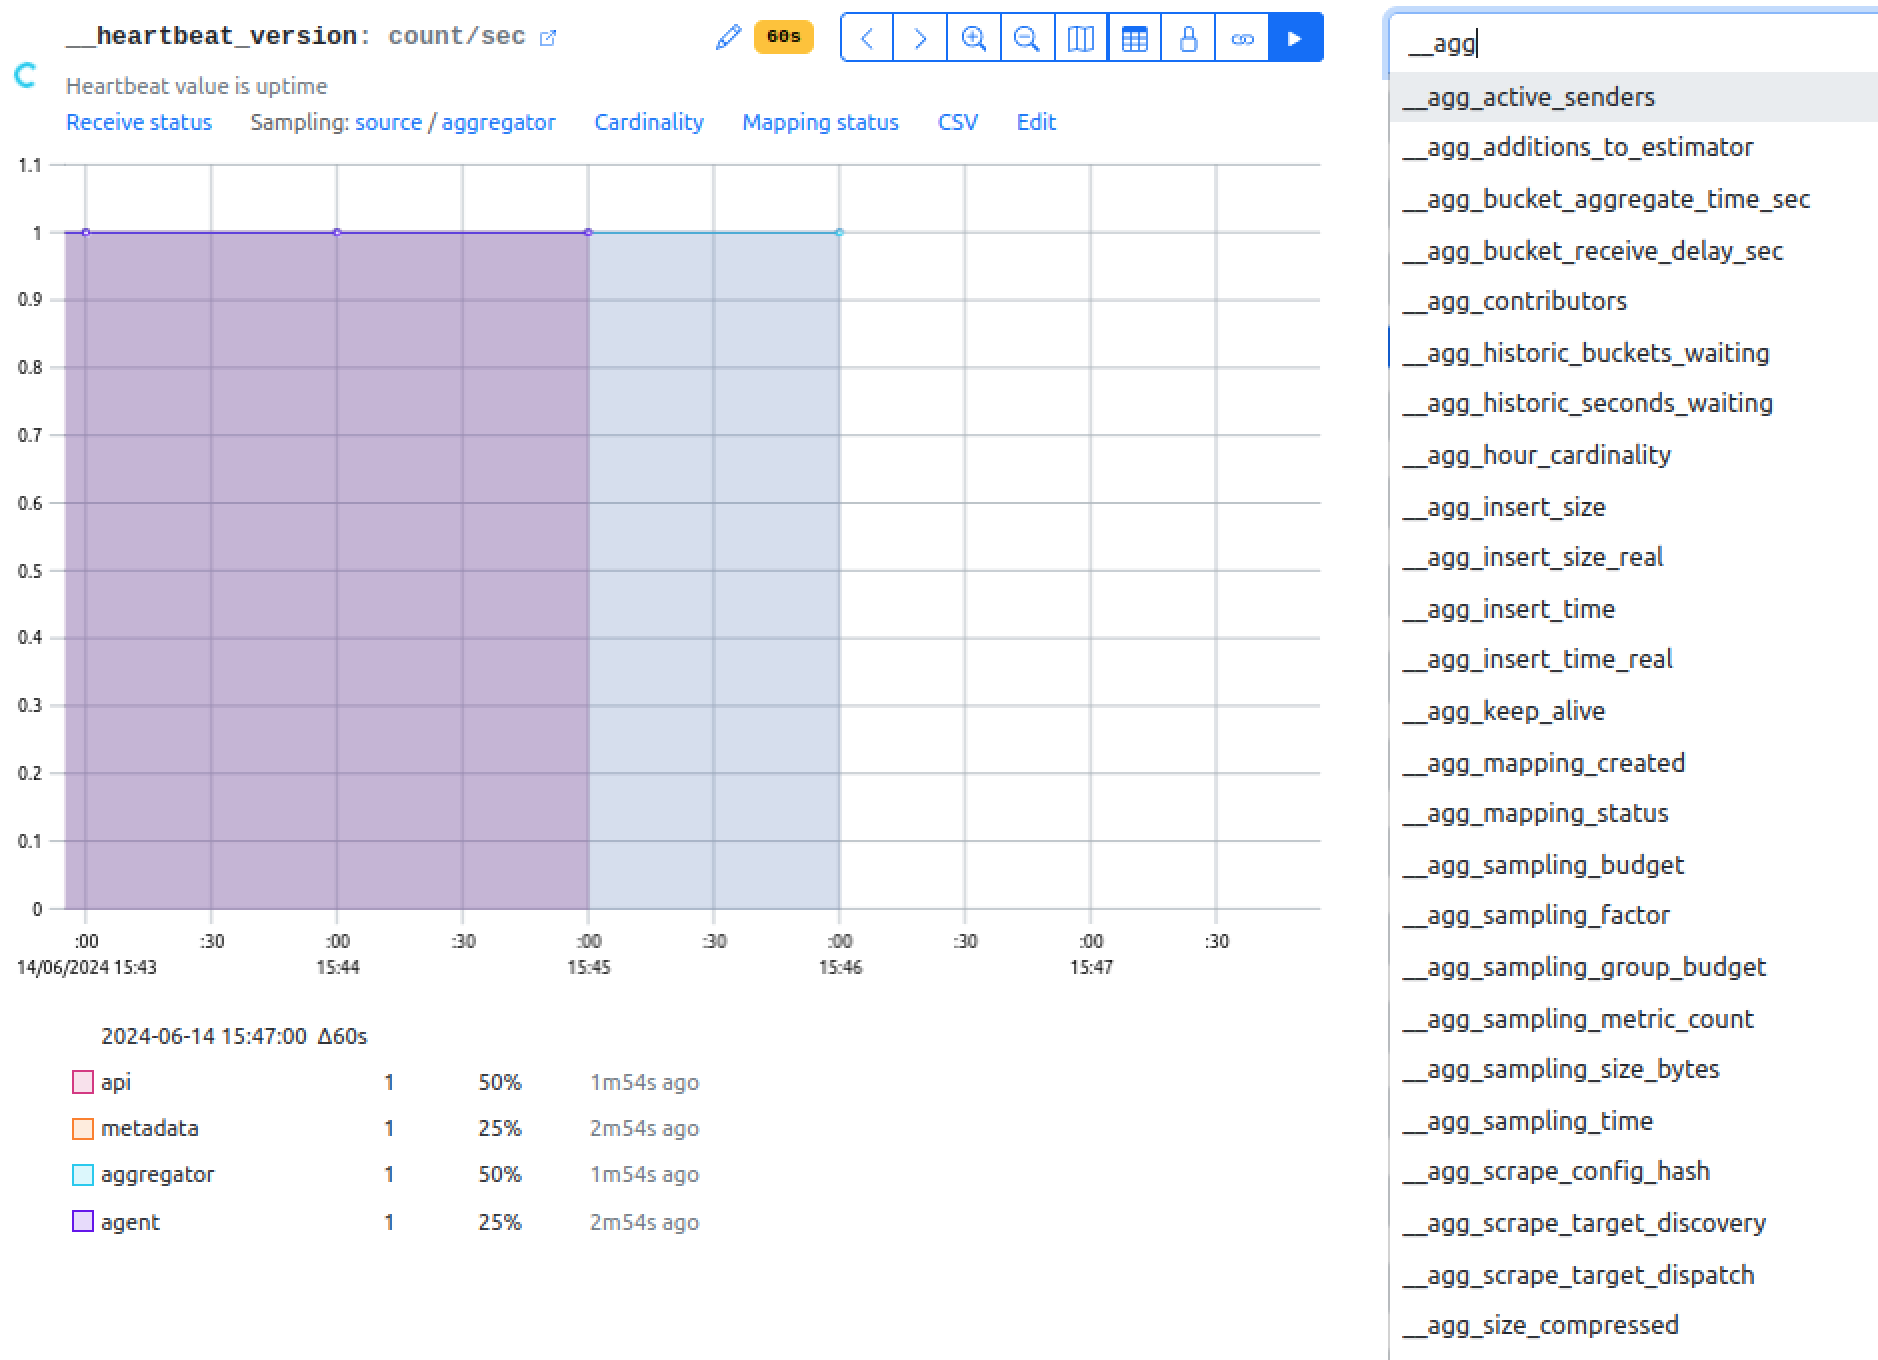 __heartbeat_version: count/sec
60s
Heartbeat value is uptime
Receive status Sampling: source / aggregator Cardinality Mapping status CSV Edit
1.1
1
0.9
0.8
0.7
0.6
0.5
0.4
0.3
0.2
0.1
0
:00 :30 :00 :30 :00 :30 :00 :30 :00 :30
14/06/2024 15:43 15:44 15:45 15:46 15:47
2024-06-14 15:47:00 Δ60s
api 1 50% 1m54s ago
metadata 1 25% 2m54s ago
aggregator 1 50% 1m54s ago
agent 1 25% 2m54s ago
__agg
__agg_active_senders
__agg_additions_to_estimator
__agg_bucket_aggregate_time_sec
__agg_bucket_receive_delay_sec
__agg_contributors
__agg_historic_buckets_waiting
__agg_historic_seconds_waiting
__agg_hour_cardinality
__agg_insert_size
__agg_insert_size_real
__agg_insert_time
__agg_insert_time_real
__agg_keep_alive
__agg_mapping_created
__agg_mapping_status
__agg_sampling_budget
__agg_sampling_factor
__agg_sampling_group_budget
__agg_sampling_metric_count
__agg_sampling_size_bytes
__agg_sampling_time
__agg_scrape_config_hash
__agg_scrape_target_discovery
__agg_scrape_target_dispatch
__agg_size_compressed